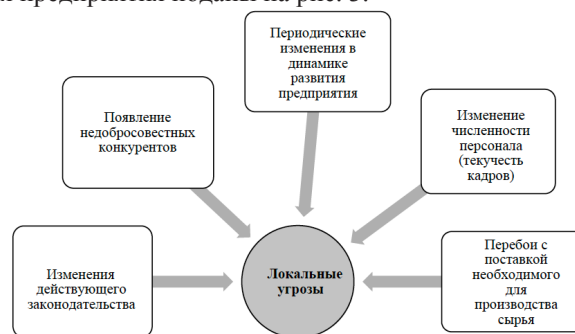 предприятия поданы на рис. 3.
Периодические
изменения в
динамике
развития
предприятия
Появление
недобросовестных
конкурентов
Изменение
численности
персонала
(текучесть
кадров)
Изменения
действующего
законодательства
Локальные
угрозы
Перебои с
поставкой
необходимого
для
производства
сырья